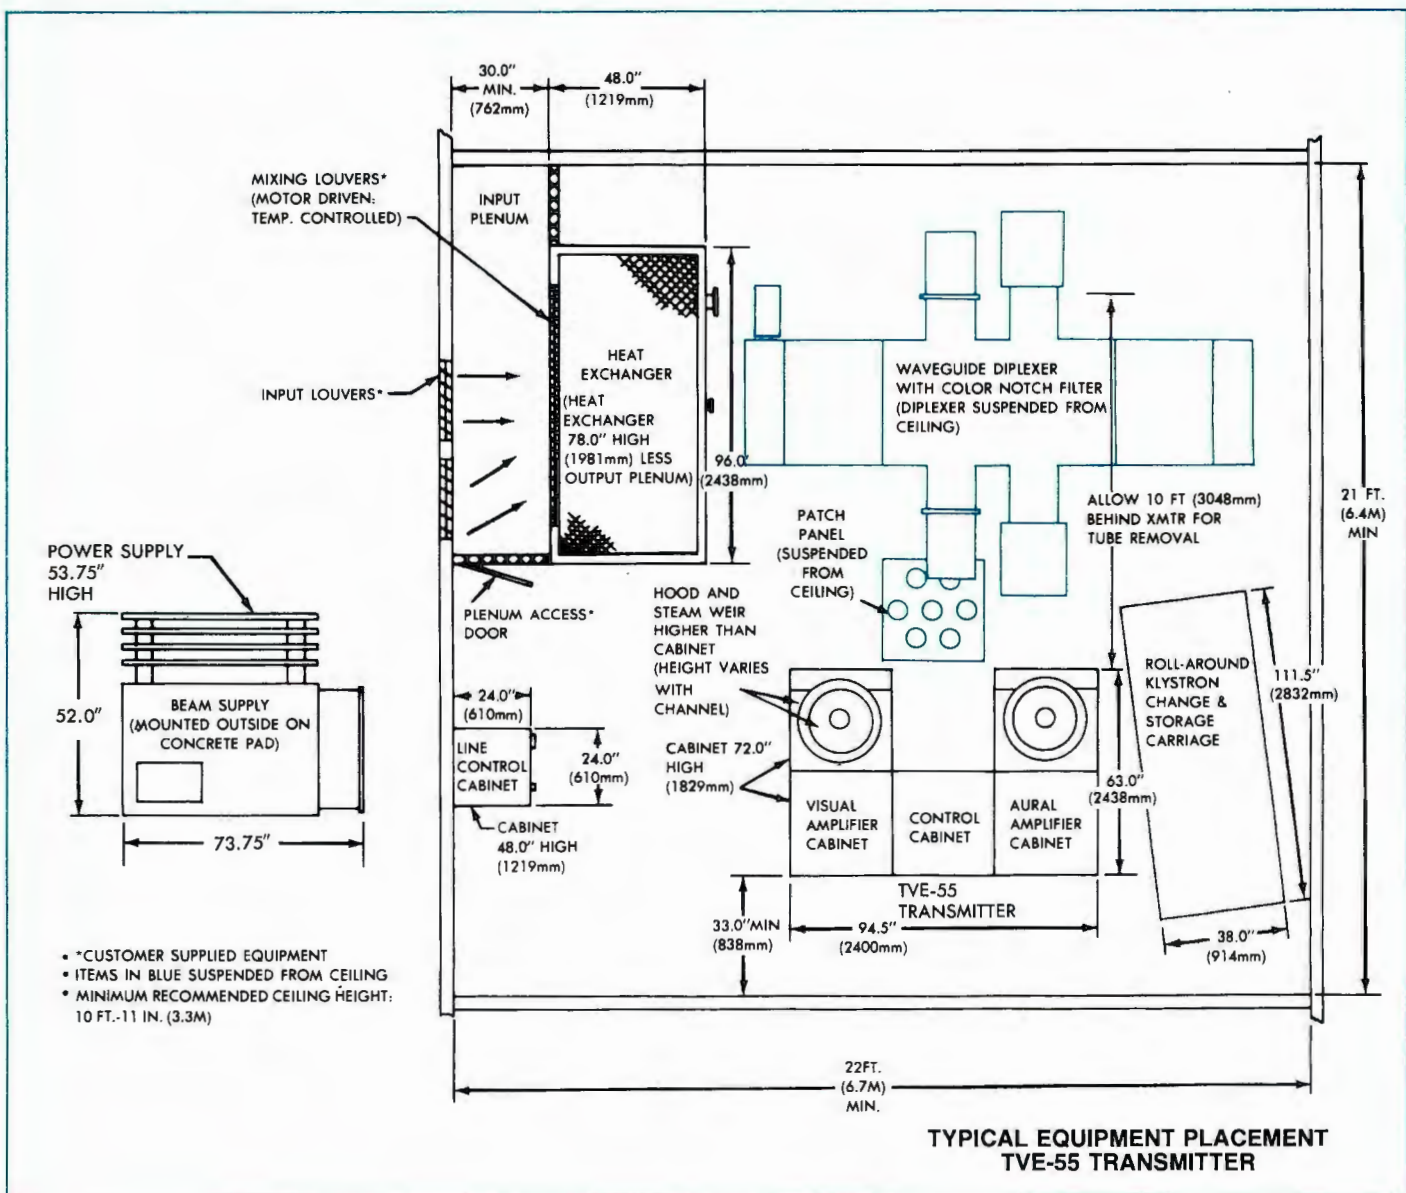 30.0"
MIN.
(762mm)
48.0"
(1219mm)
MIXING LOUVERS*
(MOTOR DRIVEN:
TEMP. CONTROLLED)
INPUT
PLENUM
HEAT
EXCHANGER
(HEAT
EXCHANGER
78.0" HIGH
(1981mm) LESS
OUTPUT PLENUM)
96.0"
(2438mm)
INPUT LOUVERS*
WAVEGUIDE DIPLEXER
WITH COLOR NOTCH FILTER
(DIPLEXER SUSPENDED FROM
CEILING)
ALLOW 10 FT (3048mm)
BEHIND XMTR FOR
TUBE REMOVAL
21 FT.
(6.4M)
MIN
PATCH
PANEL
(SUSPENDED
FROM
CEILING)
POWER SUPPLY
53.75"
HIGH
52.0"
BEAM SUPPLY
(MOUNTED OUTSIDE ON
CONCRETE PAD)
73.75"
PLENUM ACCESS*
DOOR
HOOD AND
STEAM WEIR
HIGHER THAN
CABINET
(HEIGHT VARIES
WITH
CHANNEL)
24.0"
(610mm)
LINE
CONTROL
CABINET
24.0"
(610mm)
CABINET
48.0" HIGH
(1219mm)
CABINET 72.0"
HIGH
(1829mm)
VISUAL
AMPLIFIER
CABINET
CONTROL
CABINET
AURAL
AMPLIFIER
CABINET
63.0"
(2438mm)
ROLL-AROUND
KLYSTRON
CHANGE &
STORAGE
CARRIAGE
111.5"
(2832mm)
38.0"
(914mm)
TVE-55
TRANSMITTER
94.5"
(2400mm)
33.0"MIN
(838mm)
• *CUSTOMER SUPPLIED EQUIPMENT
• ITEMS IN BLUE SUSPENDED FROM CEILING
• MINIMUM RECOMMENDED CEILING HEIGHT:
10 FT.-11 IN. (3.3M)
22FT.
(6.7M)
MIN.
TYPICAL EQUIPMENT PLACEMENT
TVE-55 TRANSMITTER